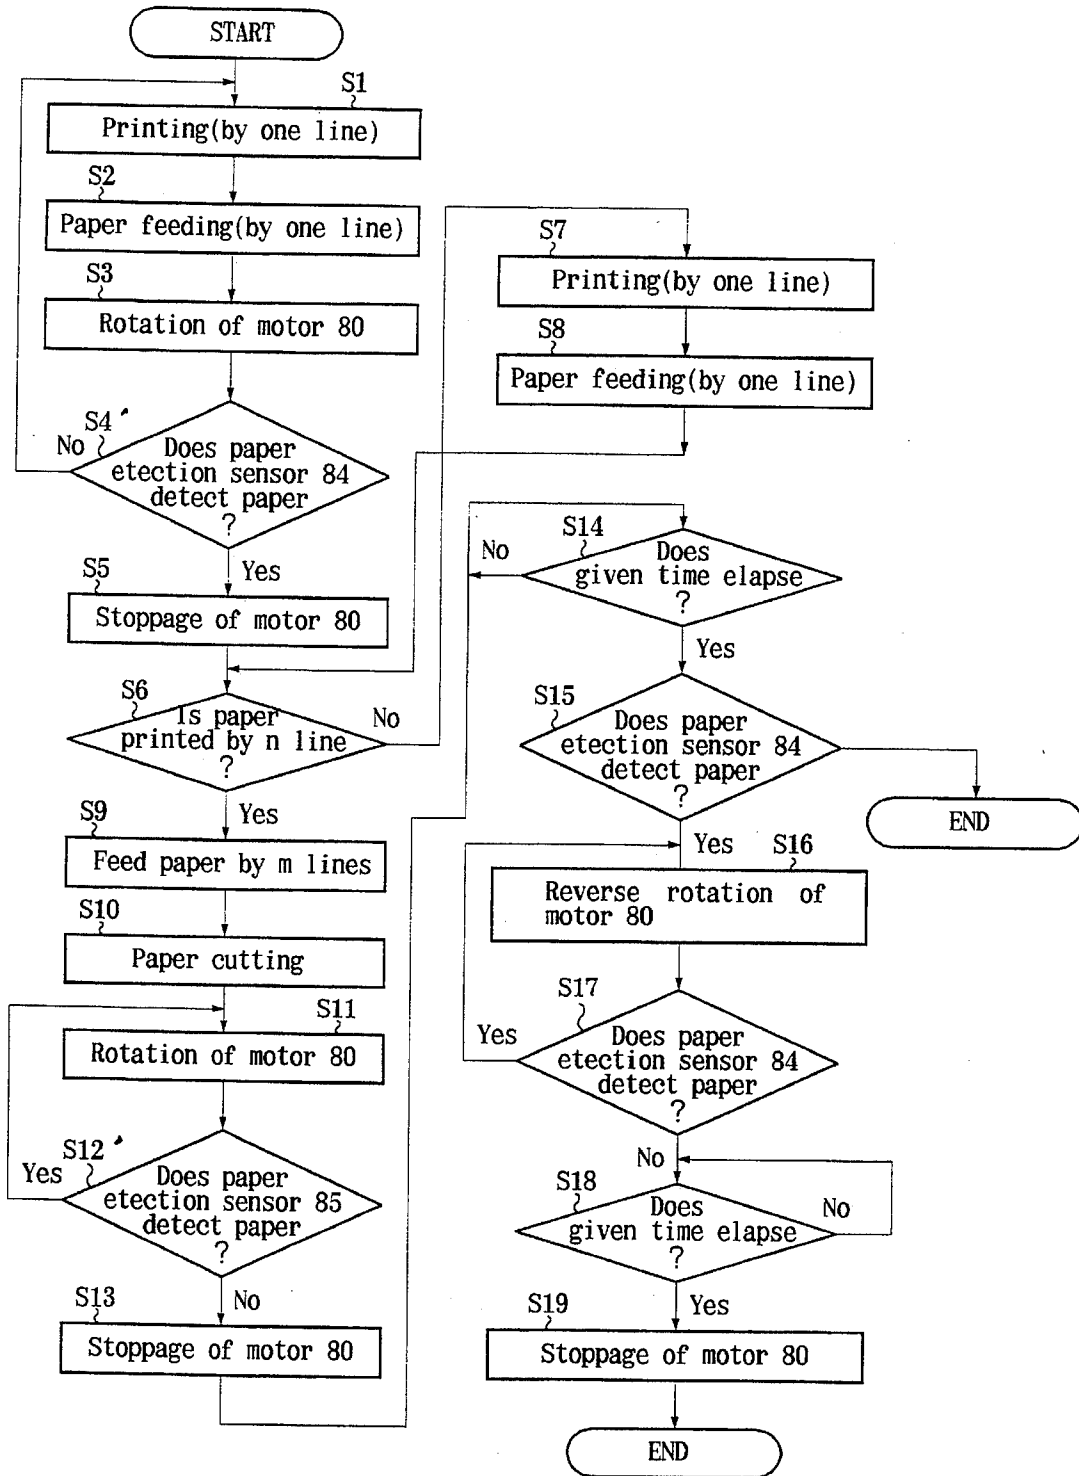 START
S1
Printing(by one line)
S2
Paper feeding(by one line)
S3
Rotation of motor 80
S4
No
Does paper
etection sensor 84
detect paper
?
Yes
S5
Stoppage of motor 80
S6
Is paper
printed by n line
?
No
Yes
S7
Printing(by one line)
S8
Paper feeding(by one line)
S9
Feed paper by m lines
S10
Paper cutting
S11
Rotation of motor 80
S12
Yes
Does paper
etection sensor 85
detect paper
?
No
S13
Stoppage of motor 80
S14
No
Does
given time elapse
?
Yes
S15
Does paper
etection sensor 84
detect paper
?
END
Yes
S16
Reverse rotation of
motor 80
S17
Yes
Does paper
etection sensor 84
detect paper
?
No
S18
Does
given time elapse
?
No
Yes
S19
Stoppage of motor 80
END